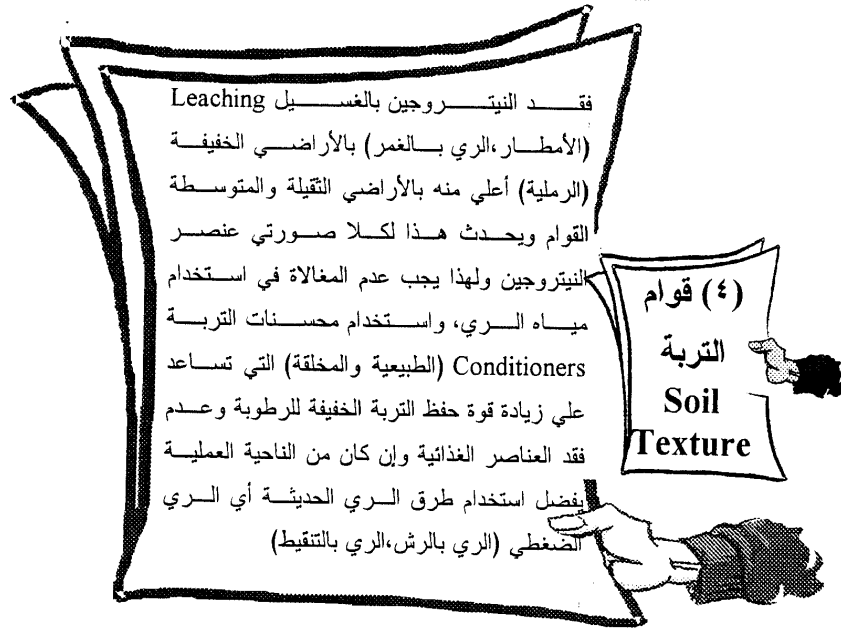 (٤) قوام
التربة
Soil
Texture
فقد النيتروجين بالغسيل Leaching
(الأمطار،الري بالغمر) بالأراضي الخفيفة
(الرملية) أعلي منه بالأراضي الثقيلة والمتوسطة
القوام ويحدث هذا لكلا صورتي عنصر
النيتروجين ولهذا يجب عدم المغالاة في استخدام
مياه الري، واستخدام محسنات التربة
Conditioners (الطبيعية والمخلقة) التي تساعد
علي زيادة قوة حفظ التربة الخفيفة للرطوبة وعدم
فقد العناصر الغذائية وإن كان من الناحية العملية
يفضل استخدام طرق الري الحديثة أي الري
الضغطي (الري بالرش،الري بالتنقيط)